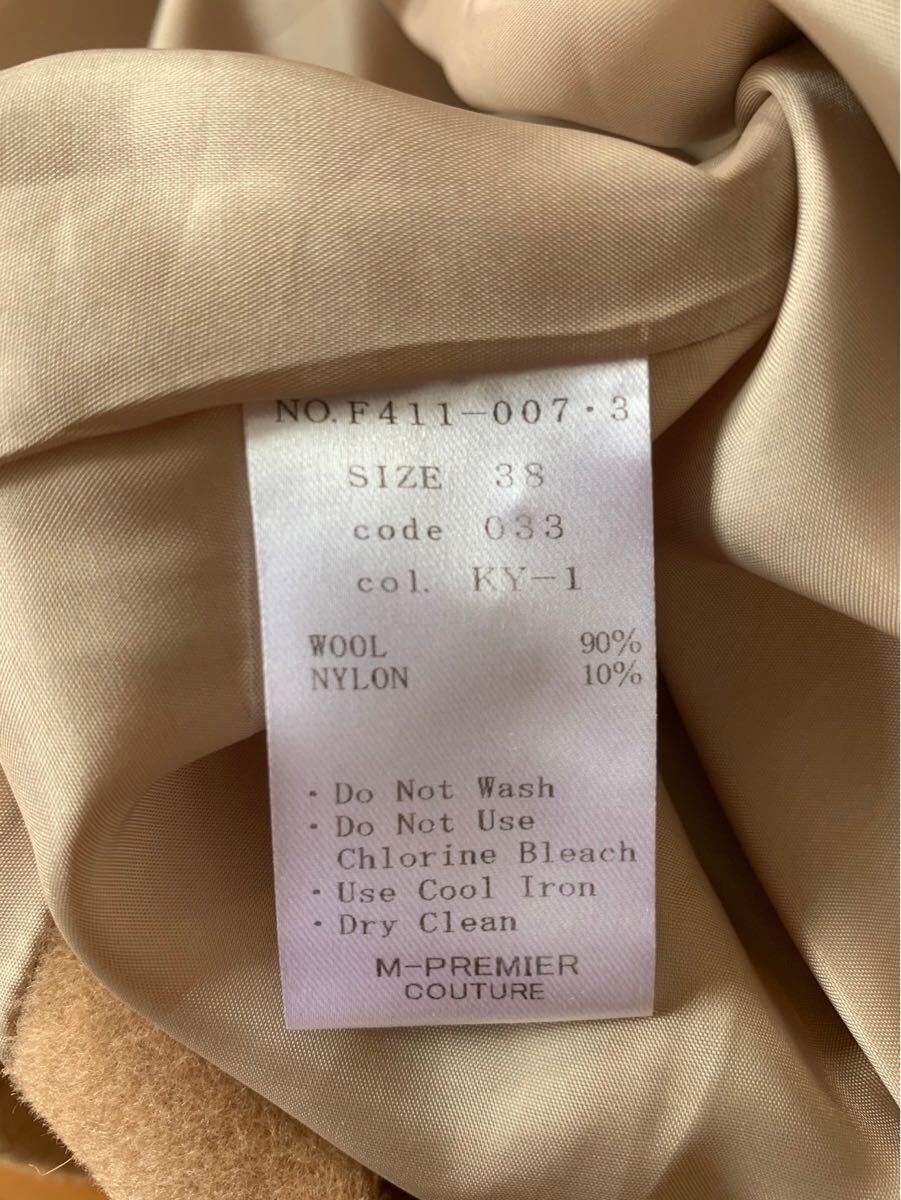 NO.F411-007・3
SIZE 38
code 033
col. KY-1
WOOL 90%
NYLON 10%
・Do Not Wash
・Do Not Use
Chlorine Bleach
・Use Cool Iron
・Dry Clean
M-PREMIER
COUTURE